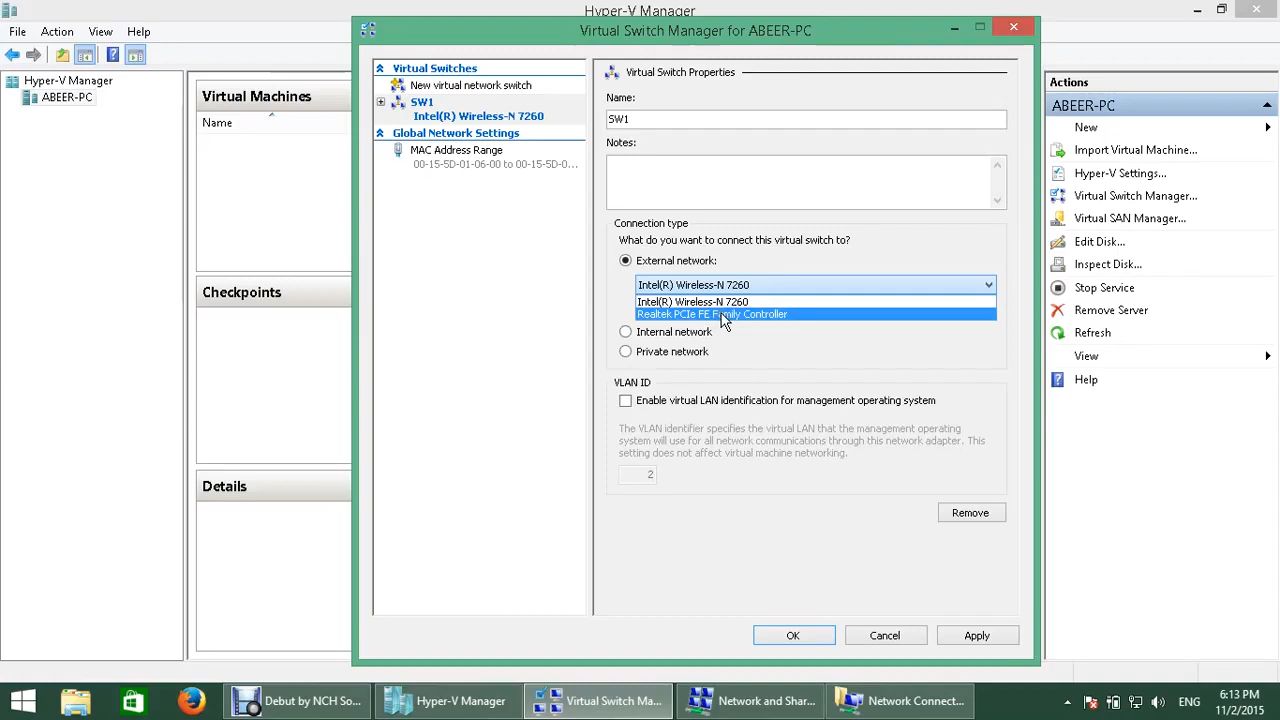 Hyper-V Manager
File Action View Help
Hyper-V Manager
ABEER-PC
Virtual Machines
Name
Checkpoints
Details
Virtual Switch Manager for ABEER-PC
Virtual Switches
New virtual network switch
SW1
Intel(R) Wireless-N 7260
Global Network Settings
MAC Address Range
00-15-5D-01-06-00 to 00-15-5D-0...
Virtual Switch Properties
Name:
SW1
Notes:
Connection type
What do you want to connect this virtual switch to?
External network:
Intel(R) Wireless-N 7260
Intel(R) Wireless-N 7260
Realtek PCIe FE Family Controller
Internal network
Private network
VLAN ID
Enable virtual LAN identification for management operating system
The VLAN identifier specifies the virtual LAN that the management operating
system will use for all network communications through this network adapter. This
setting does not affect virtual machine networking.
2
Remove
OK Cancel Apply
Actions
ABEER-PC
New
Import Virtual Machine...
Hyper-V Settings...
Virtual Switch Manager...
Virtual SAN Manager...
Edit Disk...
Inspect Disk...
Stop Service
Remove Server
Refresh
View
Help
Debut by NCH So... Hyper-V Manager Virtual Switch Ma... Network and Shar... Network Connect... ENG 6:13 PM
11/2/2015